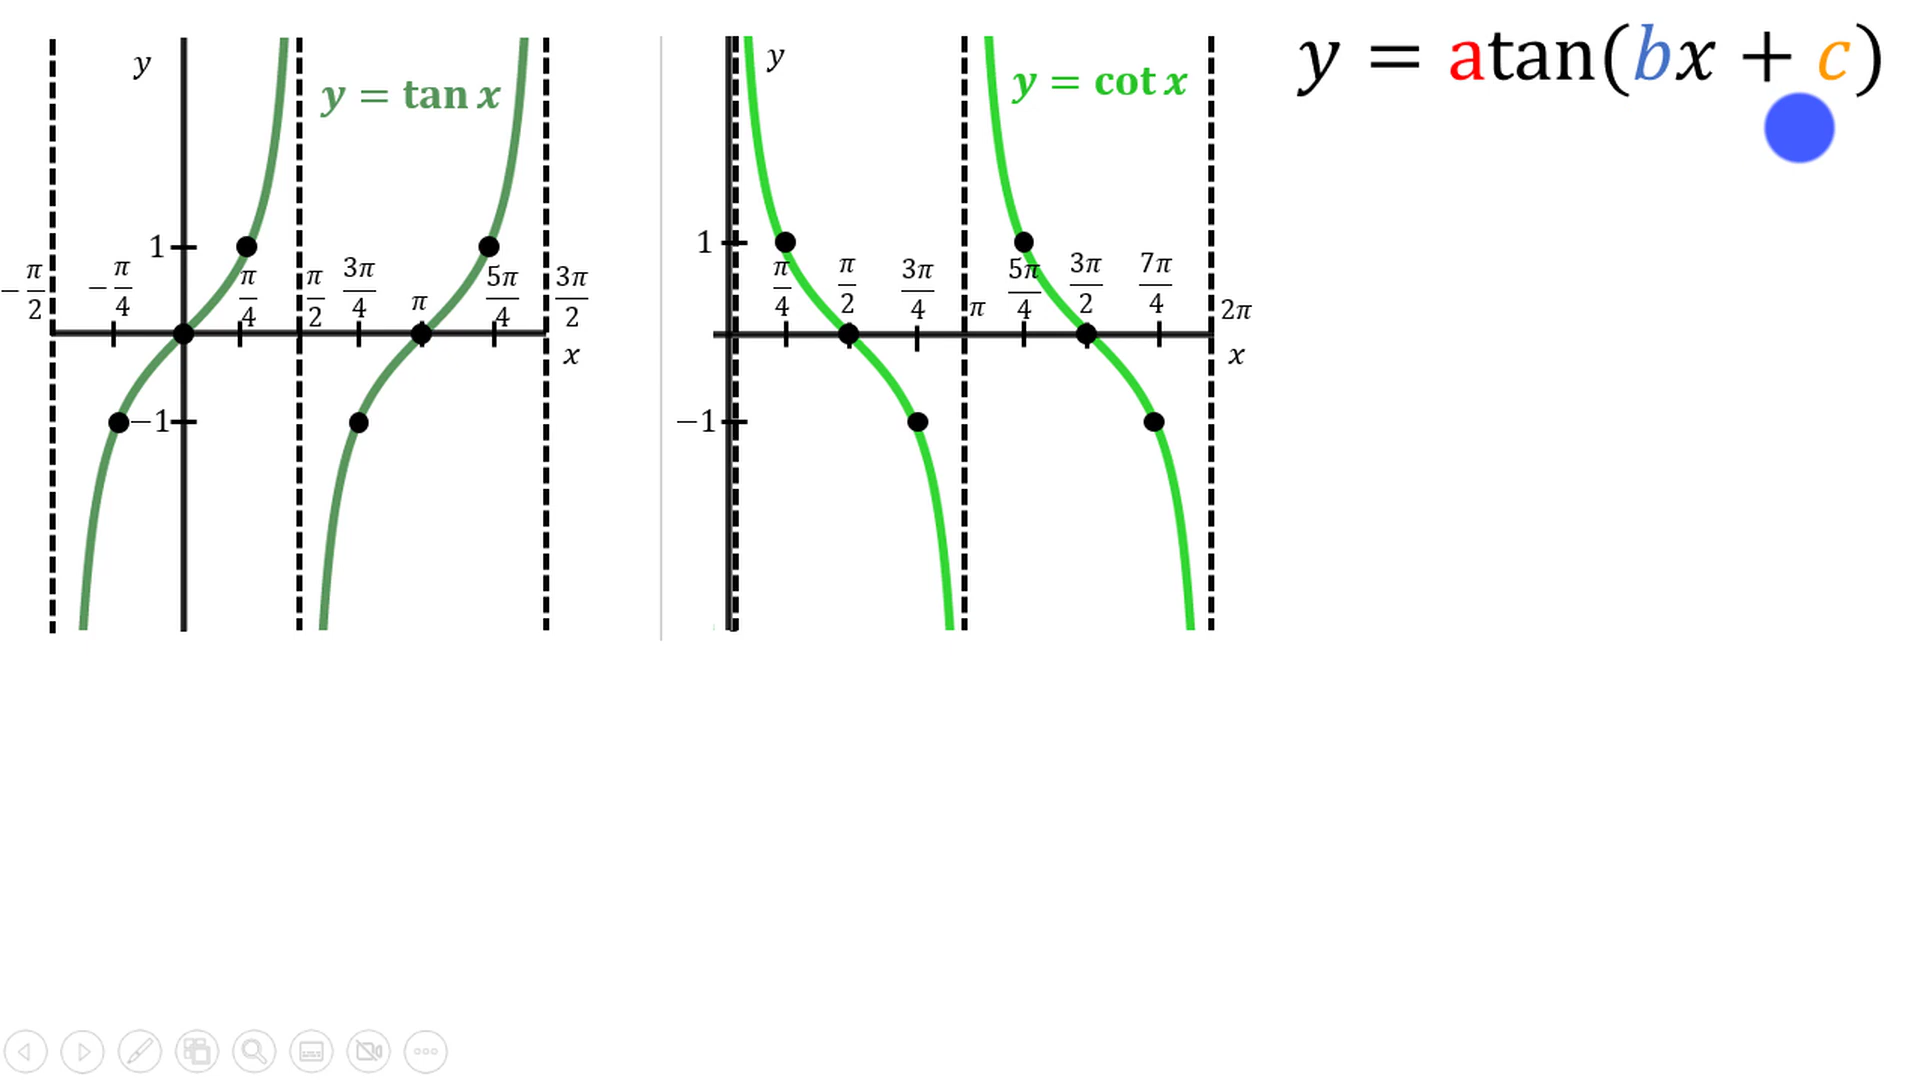 y
y = tan x
1
−π/2
−π/4
π/4
π/2
3π/4
π
5π/4
3π/2
x
−1
y
y = cot x
1
π/4
π/2
3π/4
π
5π/4
3π/2
7π/4
2π
x
−1
y = atan(bx + c)